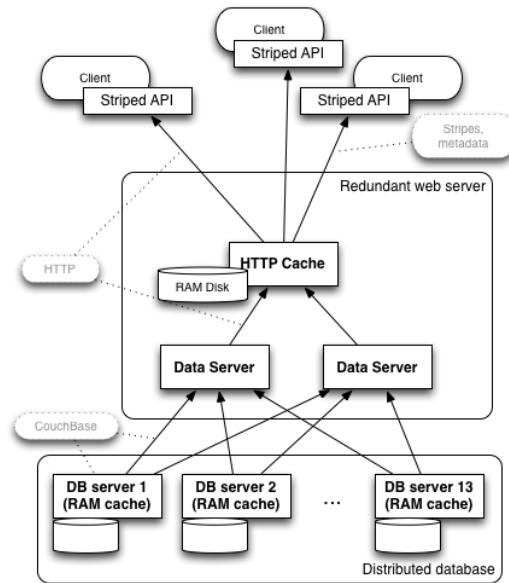 Client
Striped API
Client
Striped API
Client
Striped API
Stripes,
metadata
Redundant web server
HTTP
HTTP Cache
RAM Disk
Data Server
Data Server
CouchBase
DB server 1
(RAM cache)
DB server 2
(RAM cache)
...
DB server 13
(RAM cache)
Distributed database